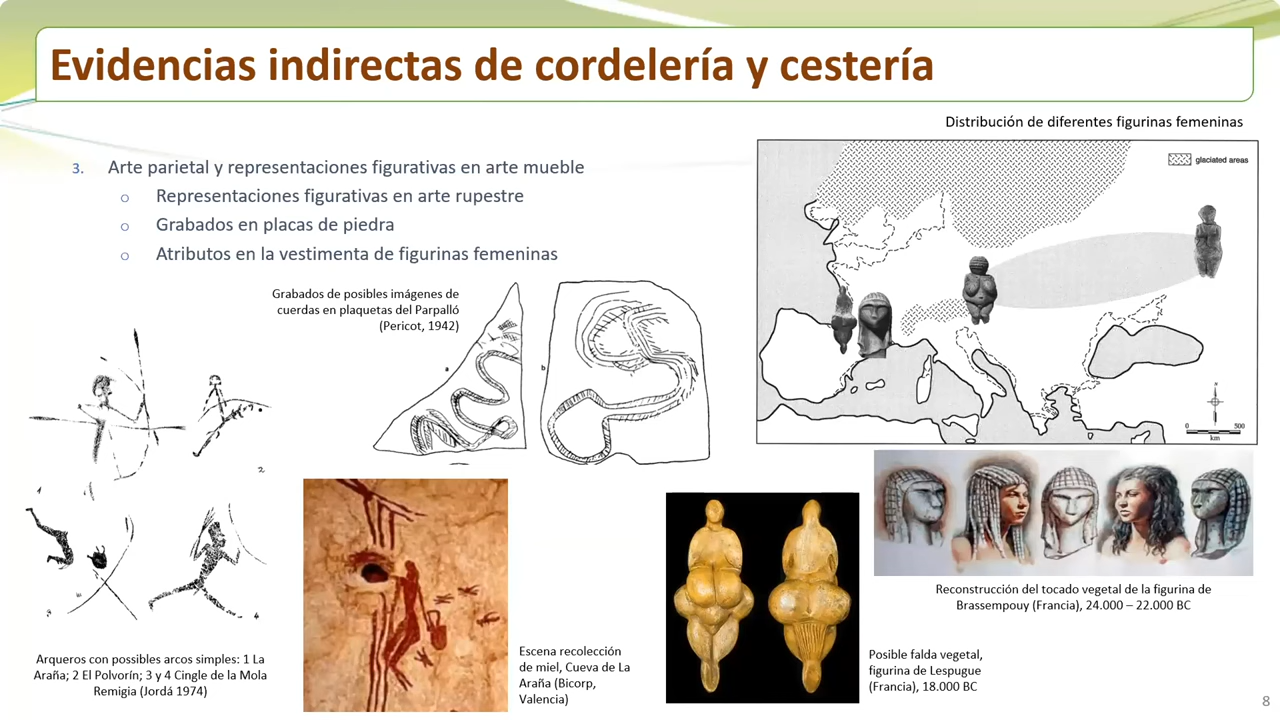 Evidencias indirectas de cordelería y cestería
3. Arte parietal y representaciones figurativas en arte mueble
o Representaciones figurativas en arte rupestre
o Grabados en placas de piedra
o Atributos en la vestimenta de figurinas femeninas
Distribución de diferentes figurinas femeninas
glaciated areas
N
0 500
km
Grabados de posibles imágenes de
cuerdas en plaquetas del Parpalló
(Pericot, 1942)
a
b
2
1
3
4
Arqueros con possibles arcos simples: 1 La
Araña; 2 El Polvorín; 3 y 4 Cingle de la Mola
Remigia (Jordá 1974)
Escena recolección
de miel, Cueva de La
Araña (Bicorp,
Valencia)
Posible falda vegetal,
figurina de Lespugue
(Francia), 18.000 BC
Reconstrucción del tocado vegetal de la figurina de
Brassempouy (Francia), 24.000 – 22.000 BC
8